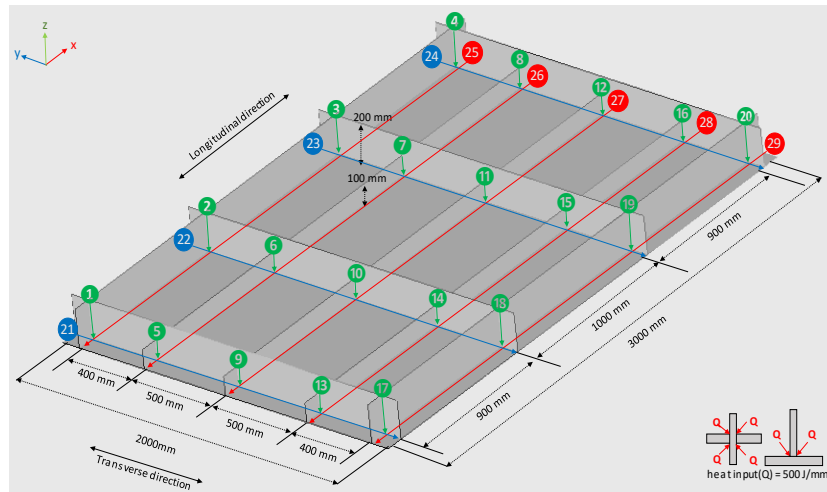 z
y
x
4
24
25
8
26
12
27
16
28
20
29
Longitudinal direction
3
23
200 mm
7
100 mm
11
15
19
2
22
6
10
14
18
900 mm
1000 mm
3000 mm
900 mm
1
21
5
9
13
17
400 mm
500 mm
500 mm
400 mm
2000mm
Transverse direction
Q Q
Q Q
Q Q
heat input(Q) = 500 J/mm